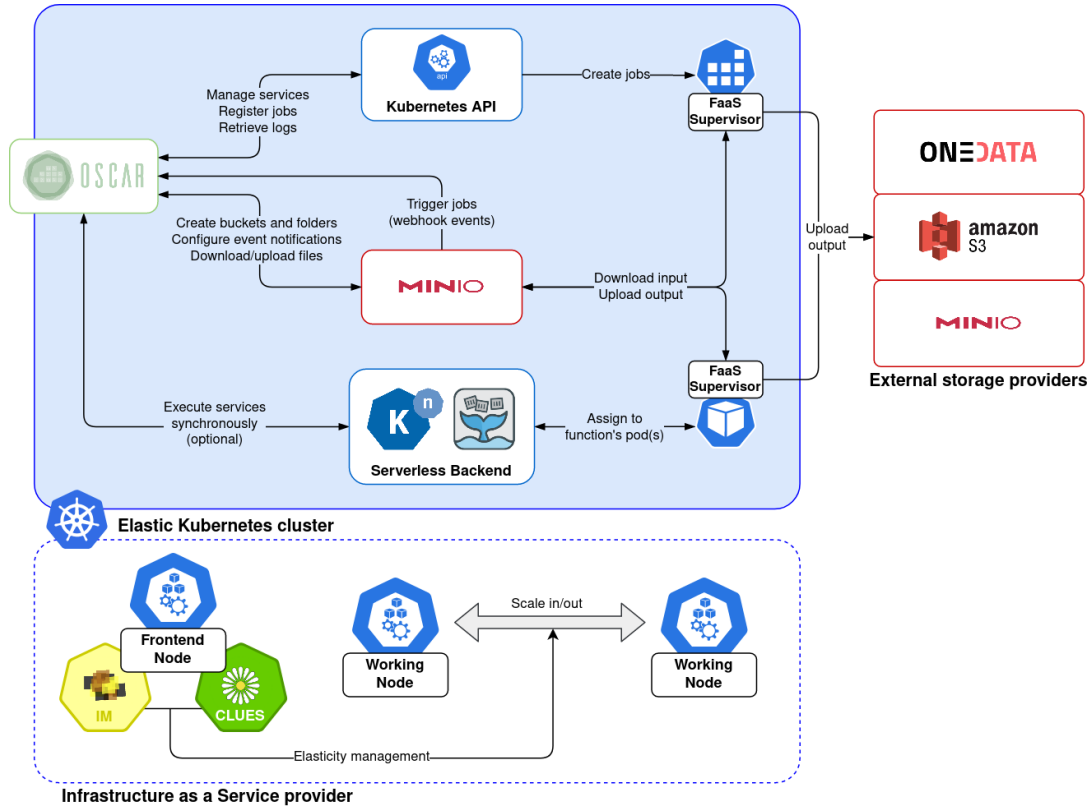 api
Kubernetes API
Create jobs
FaaS
Supervisor
Manage services
Register jobs
Retrieve logs
OSCAR
Trigger jobs
(webhook events)
Create buckets and folders
Configure event notifications
Download/upload files
MINIO
Download input
Upload output
Upload
output
ONEDATA
amazon
S3
MINIO
External storage providers
FaaS
Supervisor
Execute services
synchronously
(optional)
K
n
Serverless Backend
Assign to
function's pod(s)
Elastic Kubernetes cluster
Frontend
Node
IM
CLUES
Working
Node
Scale in/out
Working
Node
Elasticity management
Infrastructure as a Service provider